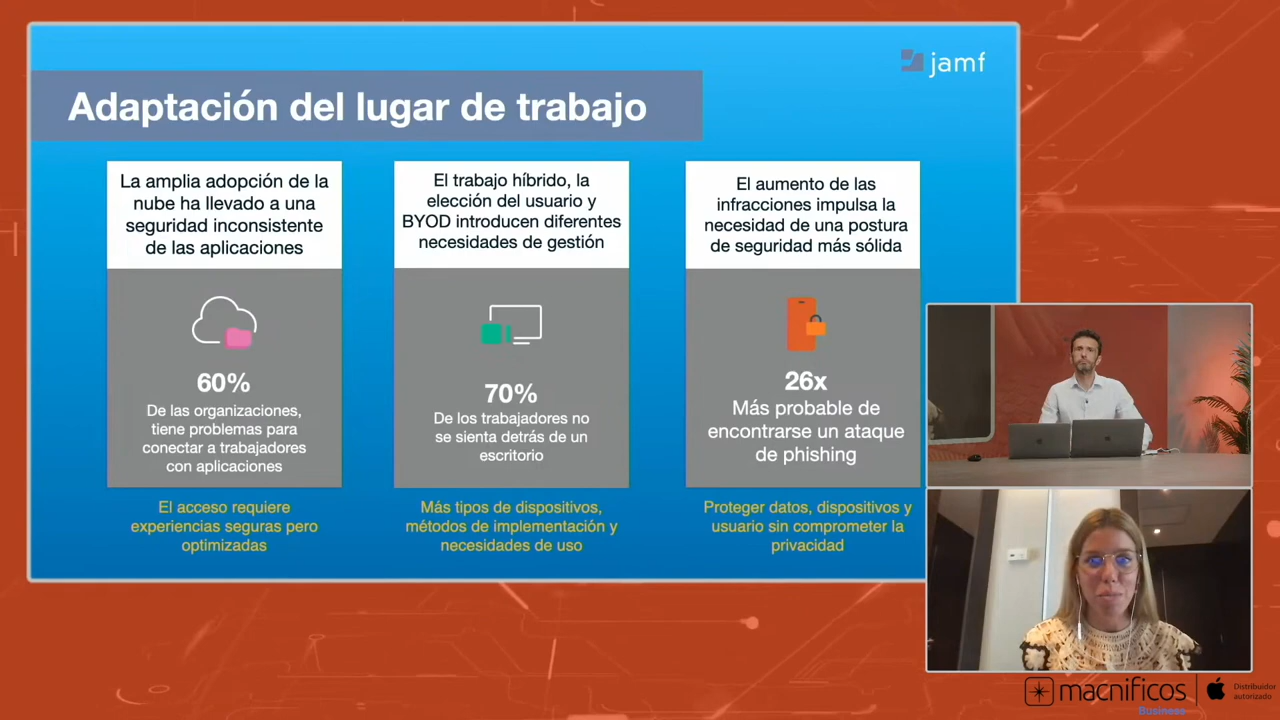 jamf
Adaptación del lugar de trabajo
La amplia adopción de la
nube ha llevado a una
seguridad inconsistente
de las aplicaciones
60%
De las organizaciones,
tiene problemas para
conectar a trabajadores
con aplicaciones
El acceso requiere
experiencias seguras pero
optimizadas
El trabajo híbrido, la
elección del usuario y
BYOD introducen diferentes
necesidades de gestión
70%
De los trabajadores no
se sienta detrás de un
escritorio
Más tipos de dispositivos,
métodos de implementación y
necesidades de uso
El aumento de las
infracciones impulsa la
necesidad de una postura
de seguridad más sólida
26x
Más probable de
encontrarse un ataque
de phishing
Proteger datos, dispositivos y
usuario sin comprometer la
privacidad
macnificos
Business
Distribuidor
autorizado